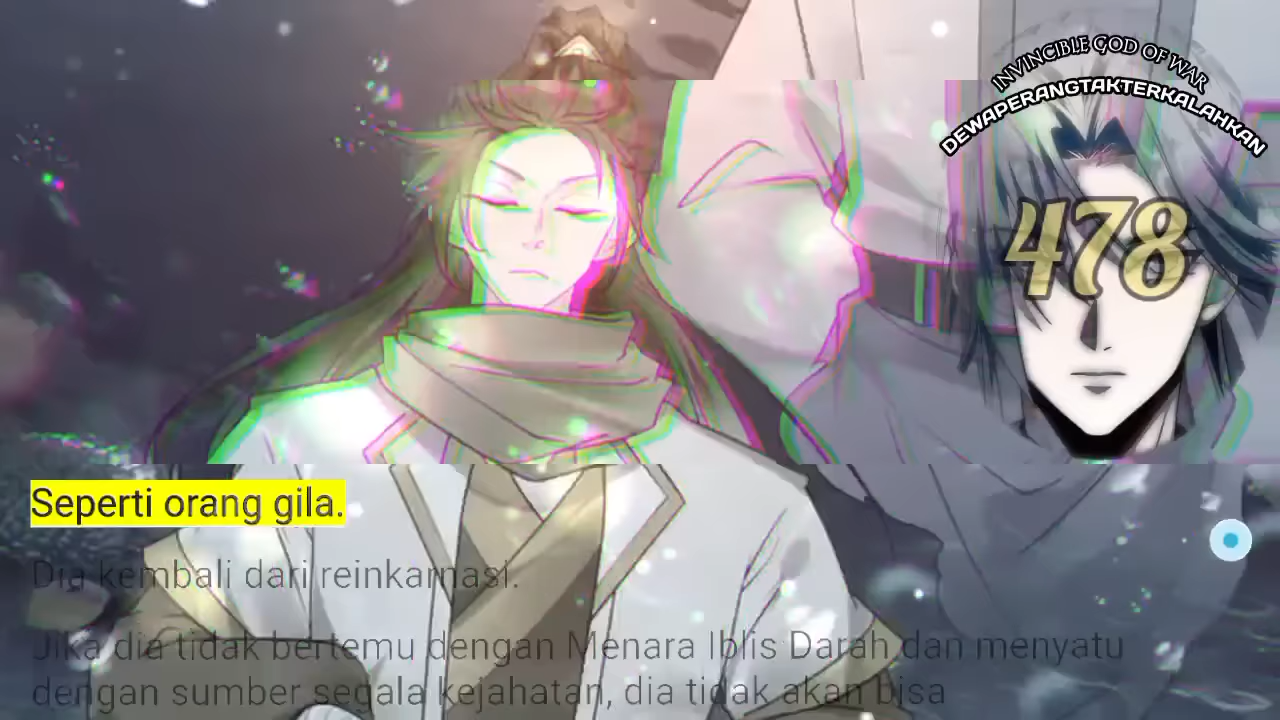 INVINCIBLE GOD OF WAR
DEWAPERANGTAKTERKALAHKAN
478
Seperti orang gila.
Dia kembali dari reinkarnasi.
Jika dia tidak bertemu dengan Menara Iblis Darah dan menyatu
dengan sumber segala kejahatan, dia tidak akan bisa